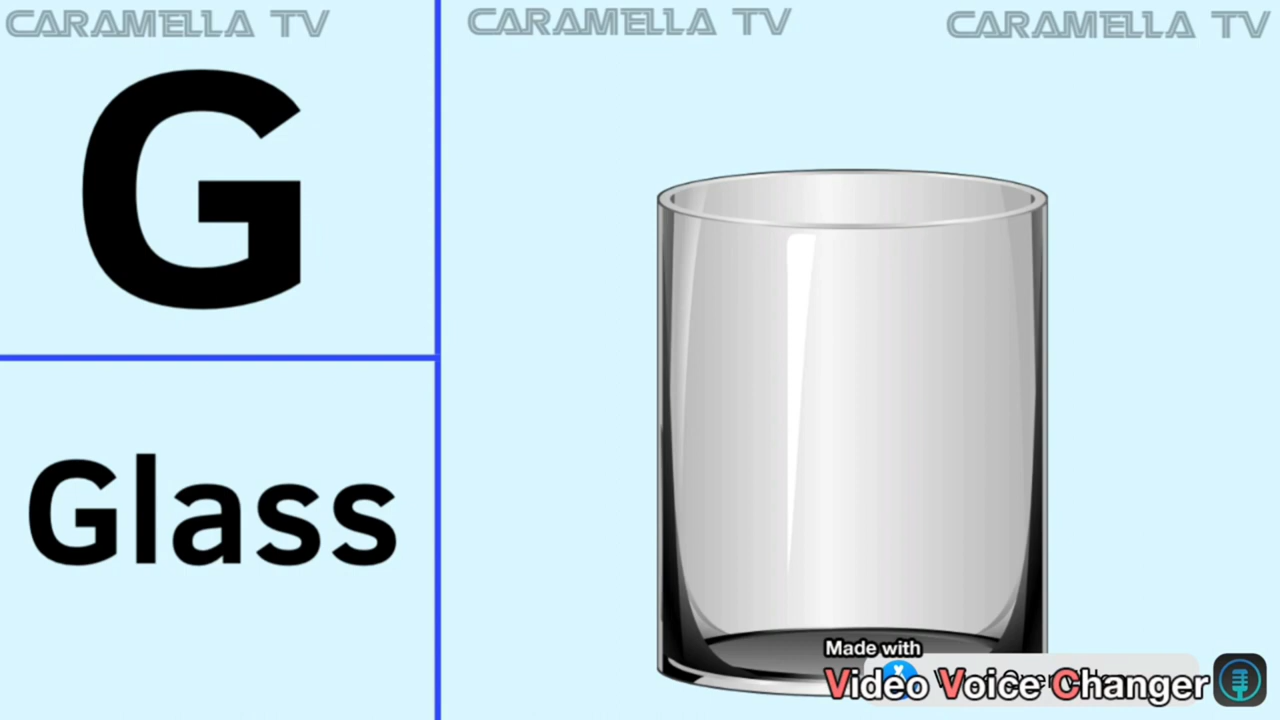 CARAMELLA TV
CARAMELLA TV
CARAMELLA TV
G
Glass
Made with
Video Voice Changer